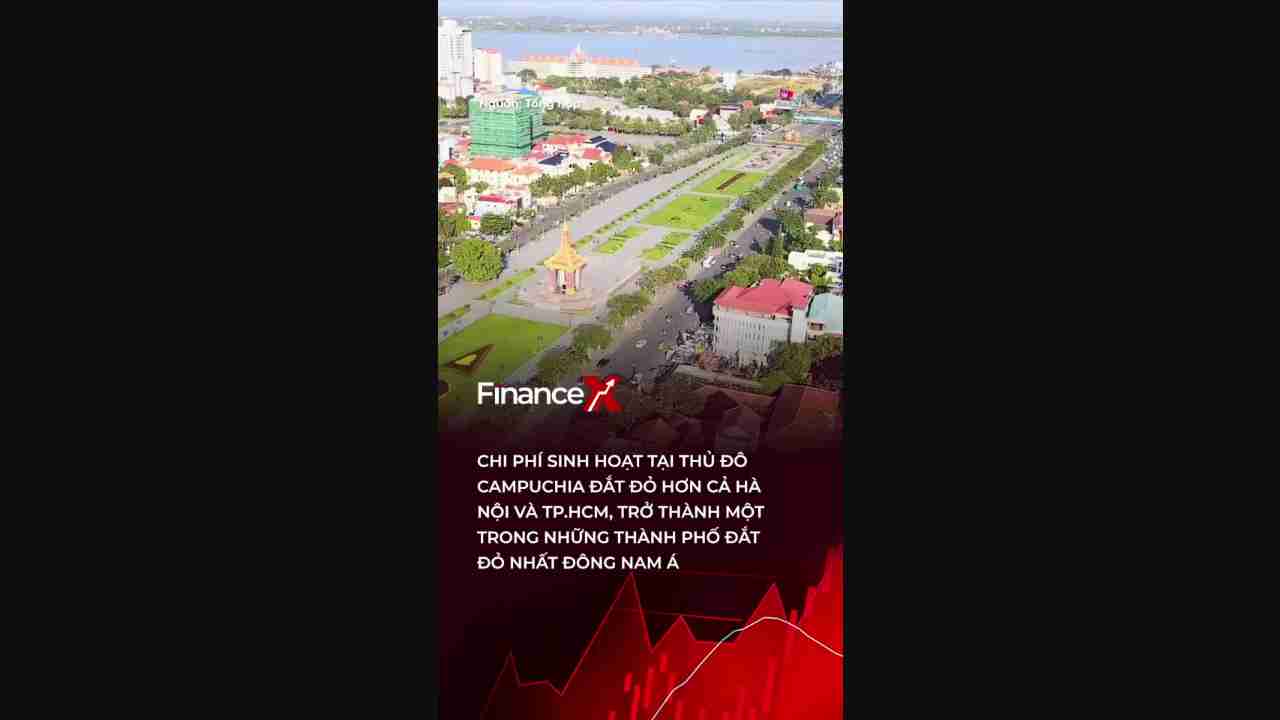 Nguồn: Tổng hợp
FinanceX
CHI PHÍ SINH HOẠT TẠI THỦ ĐÔ
CAMPUCHIA ĐẮT ĐỎ HƠN CẢ HÀ
NỘI VÀ TP.HCM, TRỞ THÀNH MỘT
TRONG NHỮNG THÀNH PHỐ ĐẮT
ĐỎ NHẤT ĐÔNG NAM Á